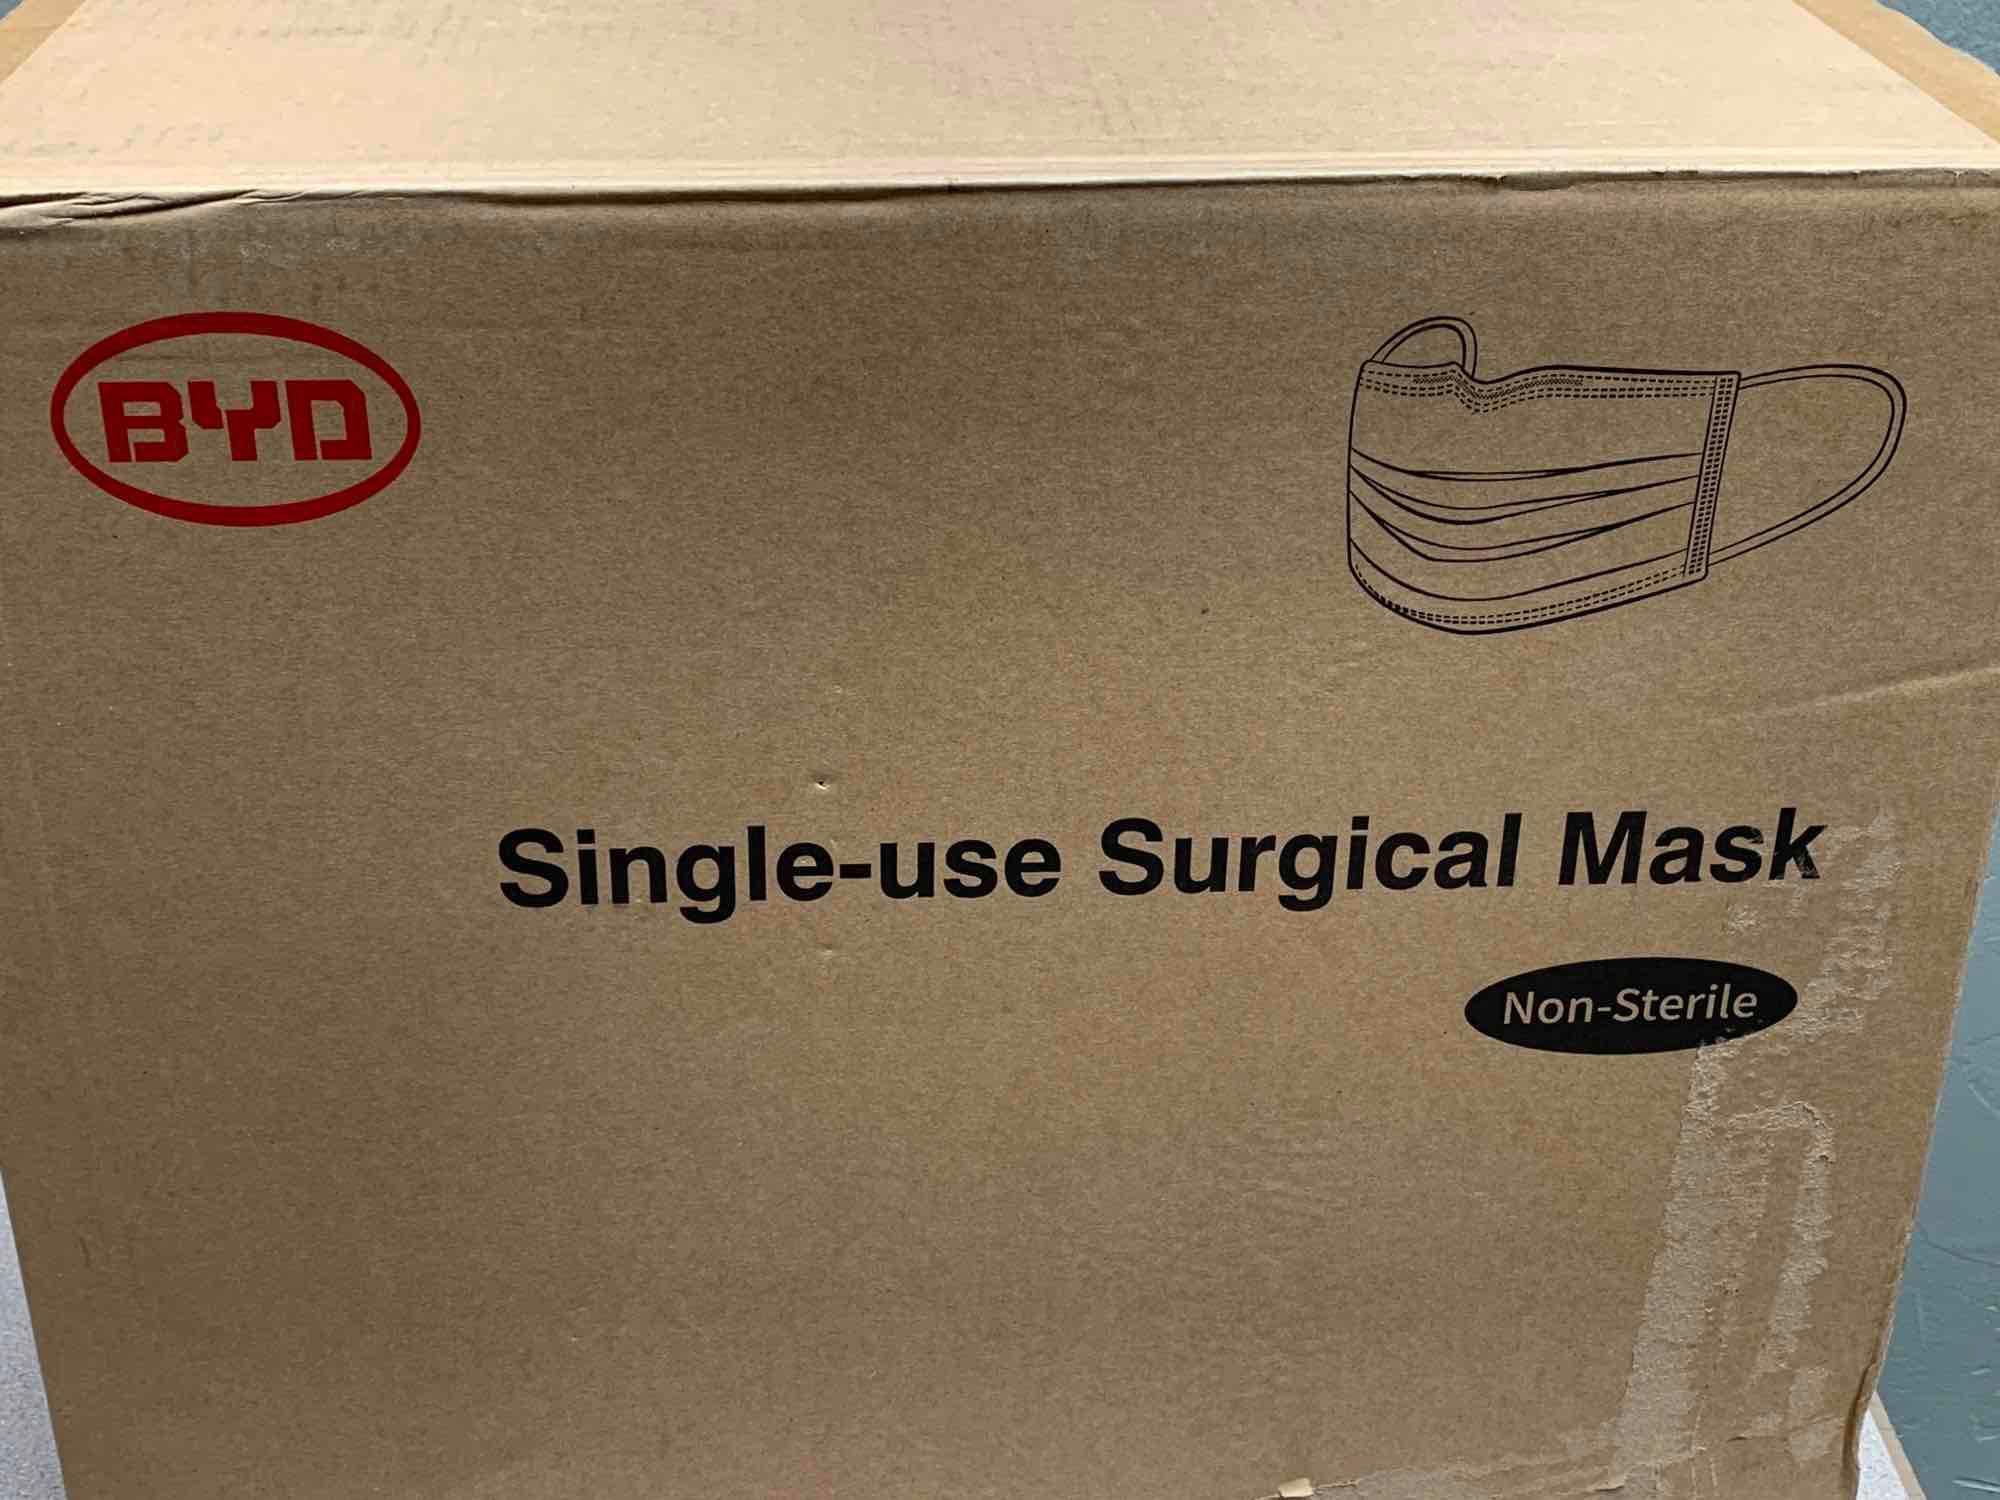 BYD
Single-use Surgical Mask
Non-Sterile